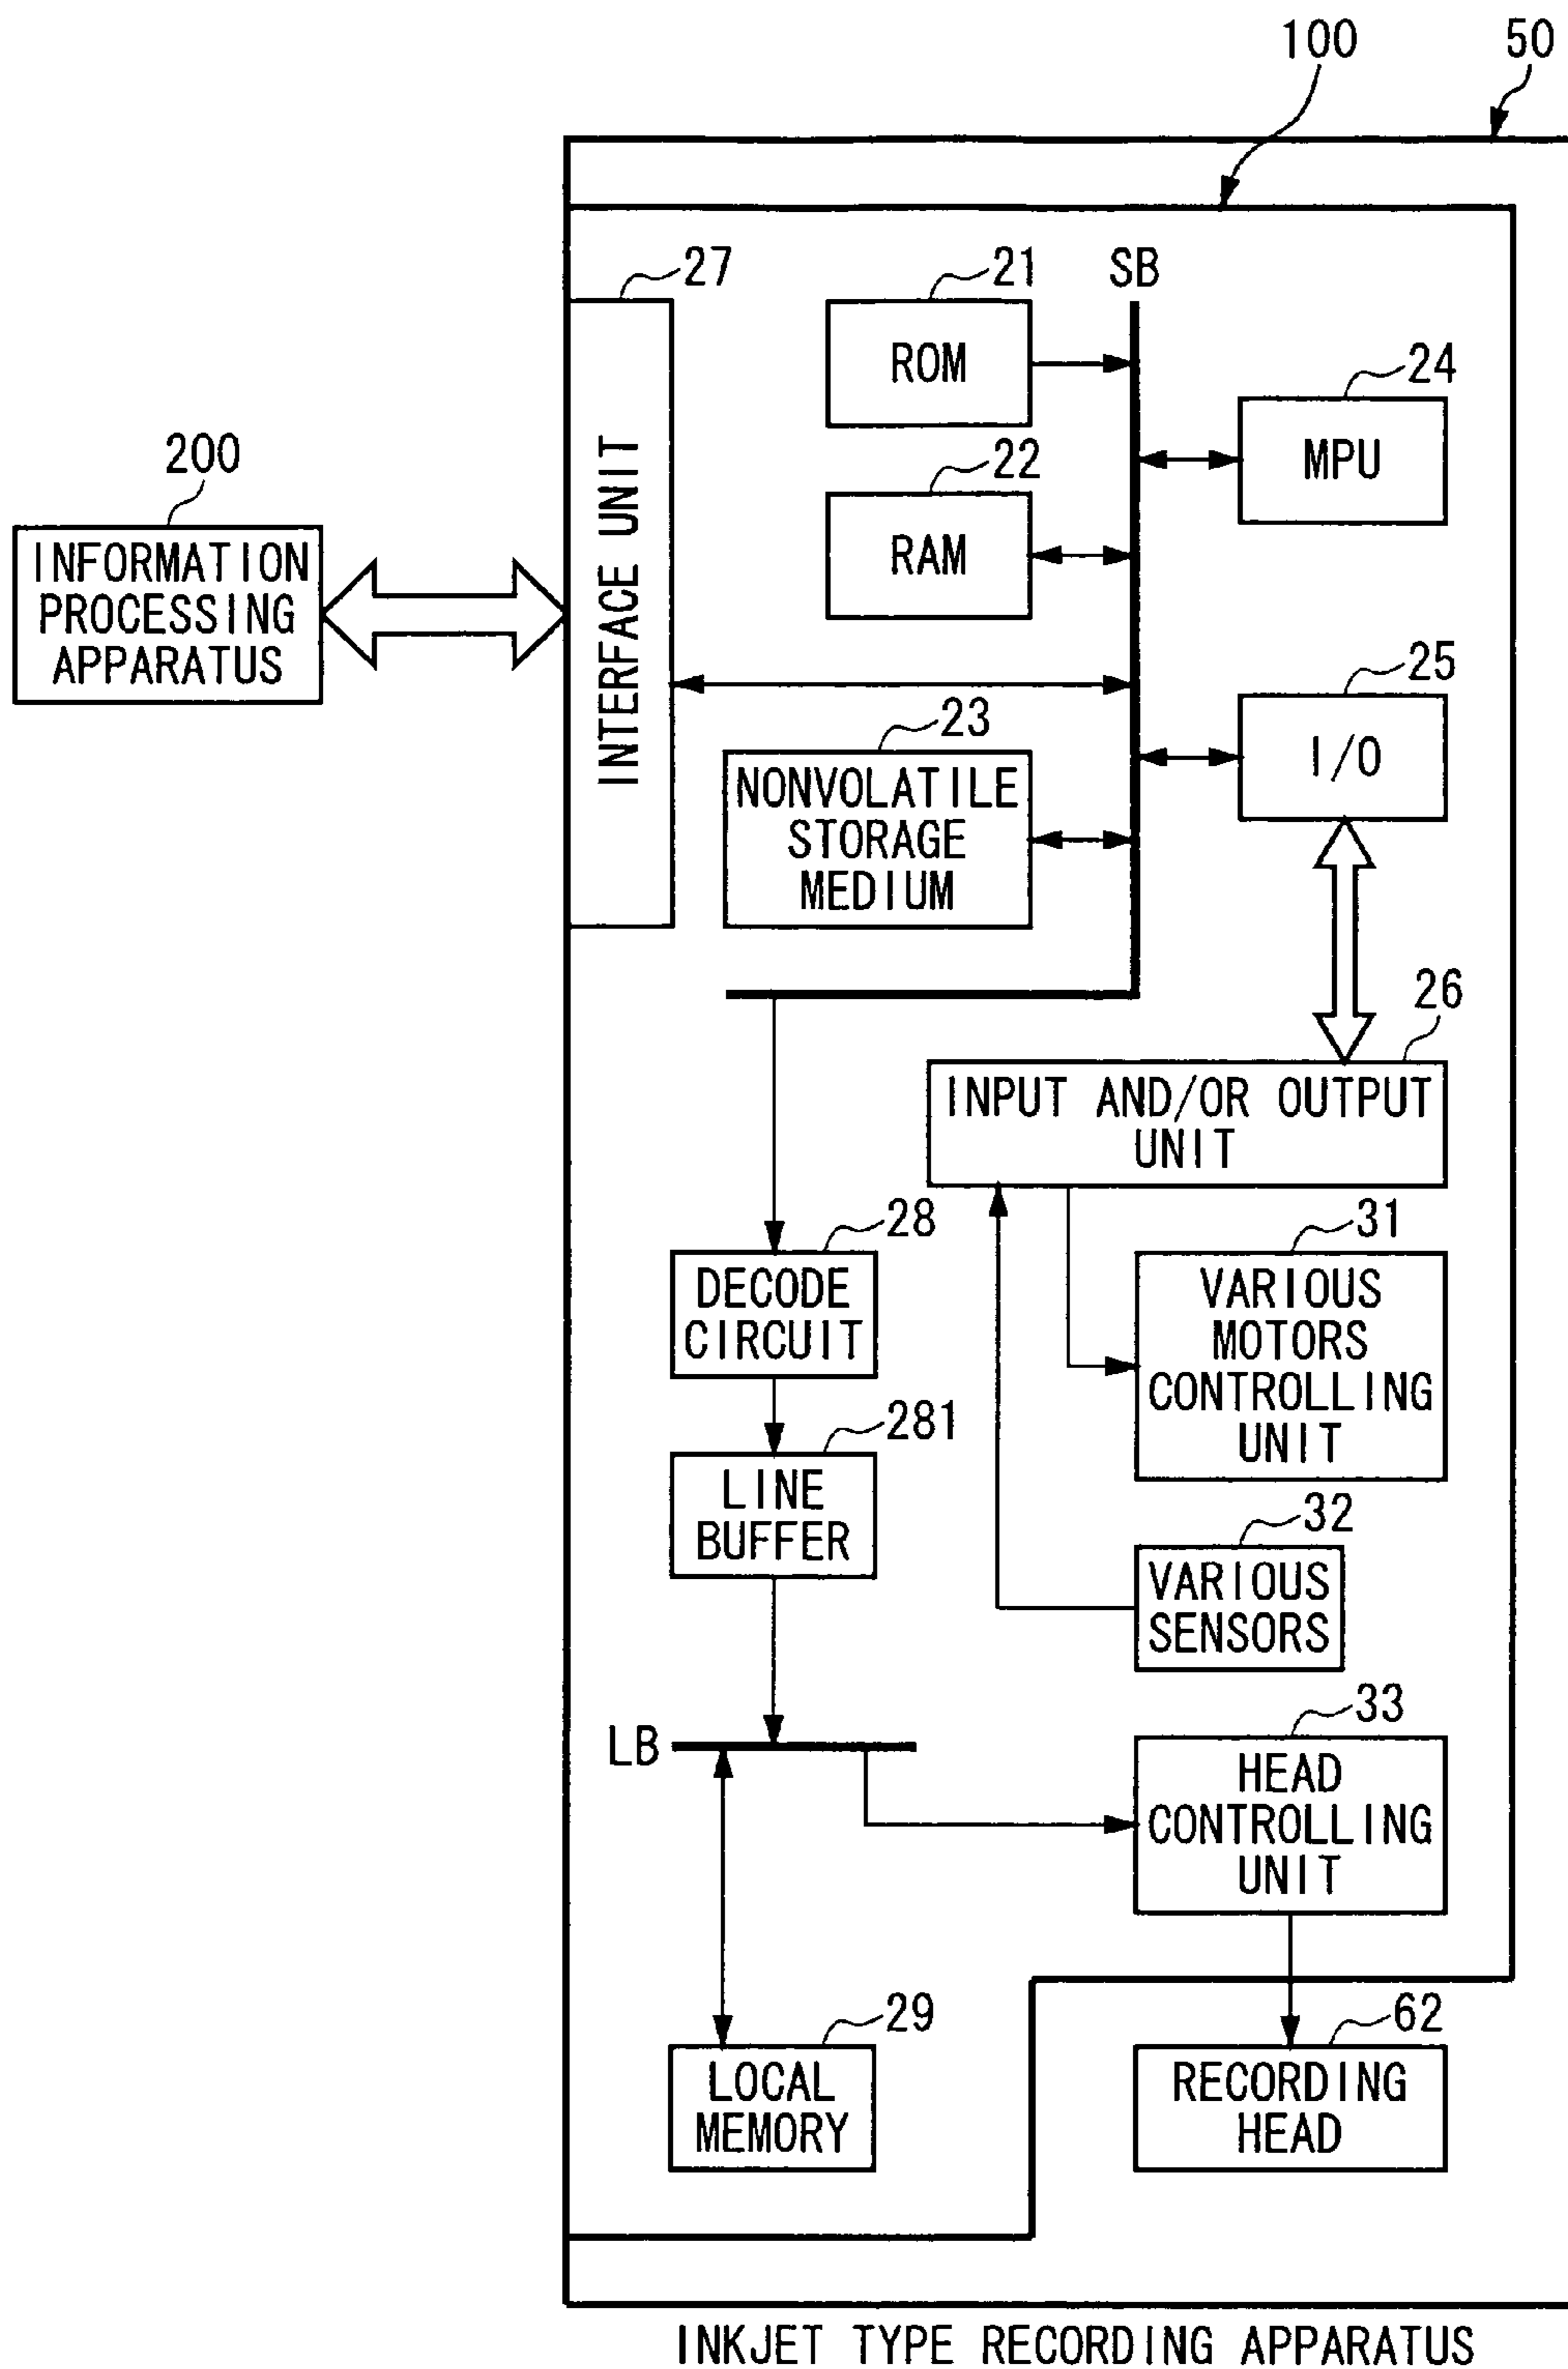 100
50
27
21
SB
ROM
24
MPU
200
INFORMATION
PROCESSING
APPARATUS
INTERFACE UNIT
22
RAM
25
I/O
23
NONVOLATILE
STORAGE
MEDIUM
26
INPUT AND/OR OUTPUT
UNIT
28
DECODE
CIRCUIT
31
VARIOUS
MOTORS
CONTROLLING
UNIT
281
LINE
BUFFER
32
VARIOUS
SENSORS
LB
33
HEAD
CONTROLLING
UNIT
29
LOCAL
MEMORY
62
RECORDING
HEAD
INKJET TYPE RECORDING APPARATUS